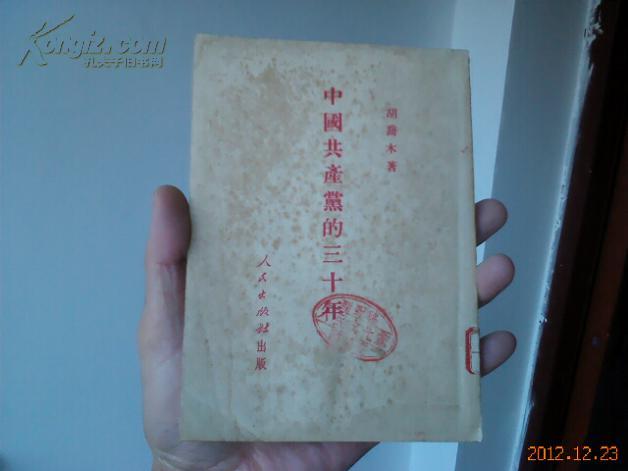 Kongfz.com
孔夫子旧书网
胡喬木著
中國共產黨的三十年
人民出版社出版
2012.12.23